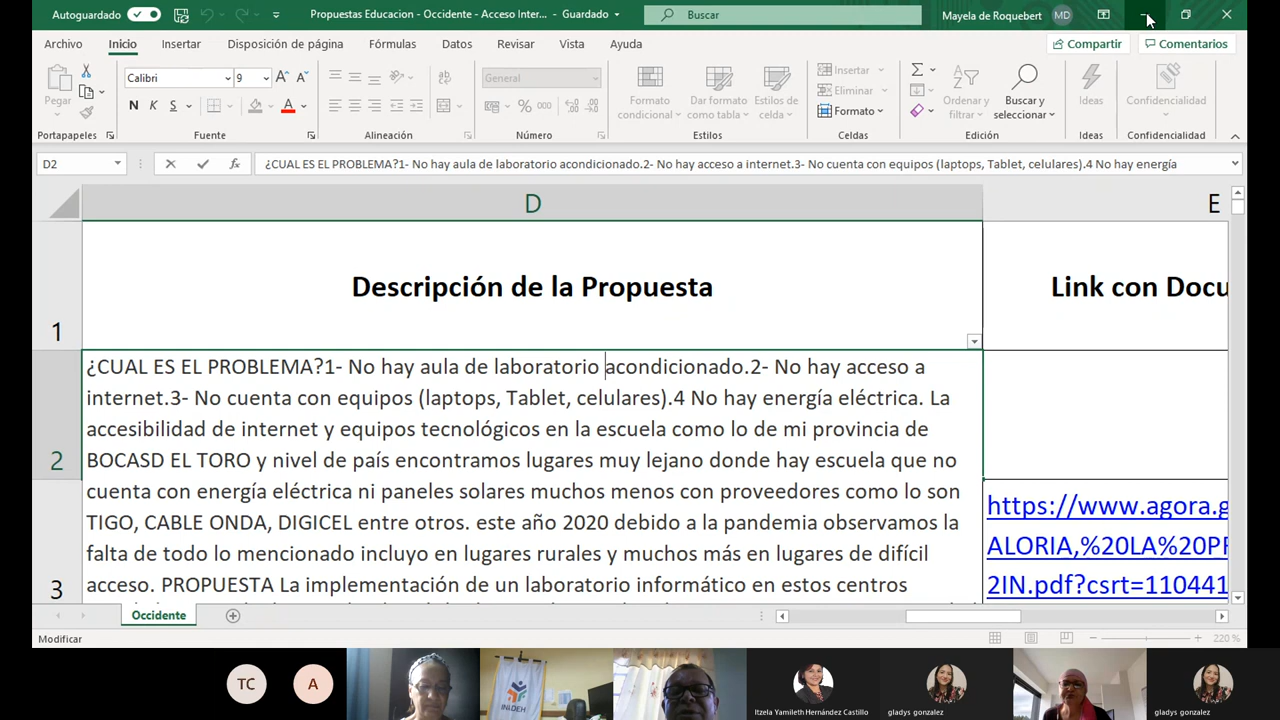 Autoguardado
Propuestas Educacion - Occidente - Acceso Inter... - Guardado
Buscar
Mayela de Roquebert
MD
Archivo Inicio Insertar Disposición de página Fórmulas Datos Revisar Vista Ayuda
Compartir
Comentarios
Pegar
Calibri 9
N K S
General
% 000
Formato condicional
Dar formato como tabla
Estilos de celda
Insertar
Eliminar
Formato
Ordenar y filtrar
Buscar y seleccionar
Ideas
Confidencialidad
Portapapeles Fuente Alineación Número Estilos Celdas Edición Ideas Confidencialidad
D2
fx
¿CUAL ES EL PROBLEMA?1- No hay aula de laboratorio acondicionado.2- No hay acceso a internet.3- No cuenta con equipos (laptops, Tablet, celulares).4 No hay energía
D E
1
Descripción de la Propuesta
Link con Docu
2
¿CUAL ES EL PROBLEMA?1- No hay aula de laboratorio acondicionado.2- No hay acceso a
internet.3- No cuenta con equipos (laptops, Tablet, celulares).4 No hay energía eléctrica. La
accesibilidad de internet y equipos tecnológicos en la escuela como lo de mi provincia de
BOCASD EL TORO y nivel de país encontramos lugares muy lejano donde hay escuela que no
cuenta con energía eléctrica ni paneles solares muchos menos con proveedores como lo son
TIGO, CABLE ONDA, DIGICEL entre otros. este año 2020 debido a la pandemia observamos la
falta de todo lo mencionado incluyo en lugares rurales y muchos más en lugares de difícil
acceso. PROPUESTA La implementación de un laboratorio informático en estos centros
3
https://www.agora.g
ALORIA,%20LA%20PR
2IN.pdf?csrt=110441
Occidente
Modificar
220 %
TC
A
INADEH
Itzela Yamileth Hernández Castillo
gladys gonzalez
gladys gonzalez